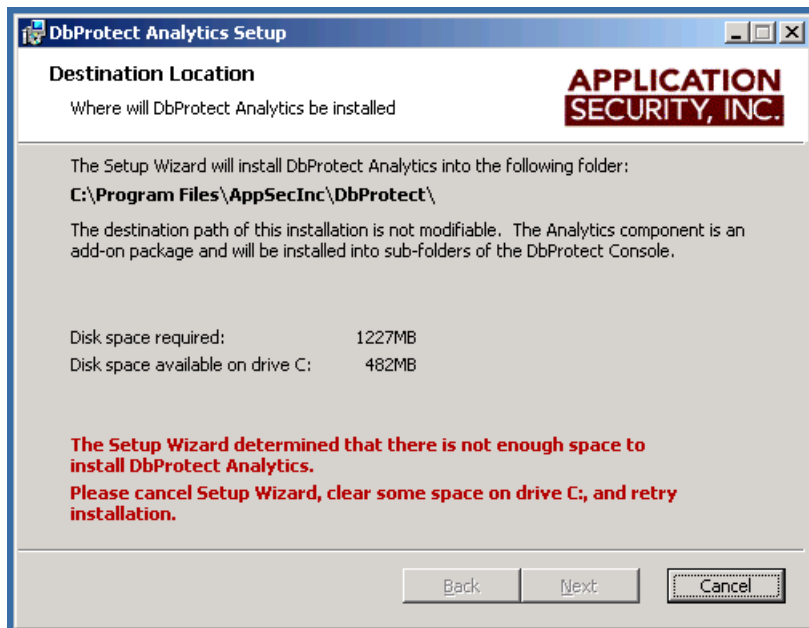 DbProtect Analytics Setup
Destination Location
Where will DbProtect Analytics be installed
APPLICATION
SECURITY, INC.
The Setup Wizard will install DbProtect Analytics into the following folder:
C:\Program Files\AppSecInc\DbProtect\
The destination path of this installation is not modifiable. The Analytics component is an
add-on package and will be installed into sub-folders of the DbProtect Console.
Disk space required: 1227MB
Disk space available on drive C: 482MB
The Setup Wizard determined that there is not enough space to
install DbProtect Analytics.
Please cancel Setup Wizard, clear some space on drive C:, and retry
installation.
Back Next Cancel